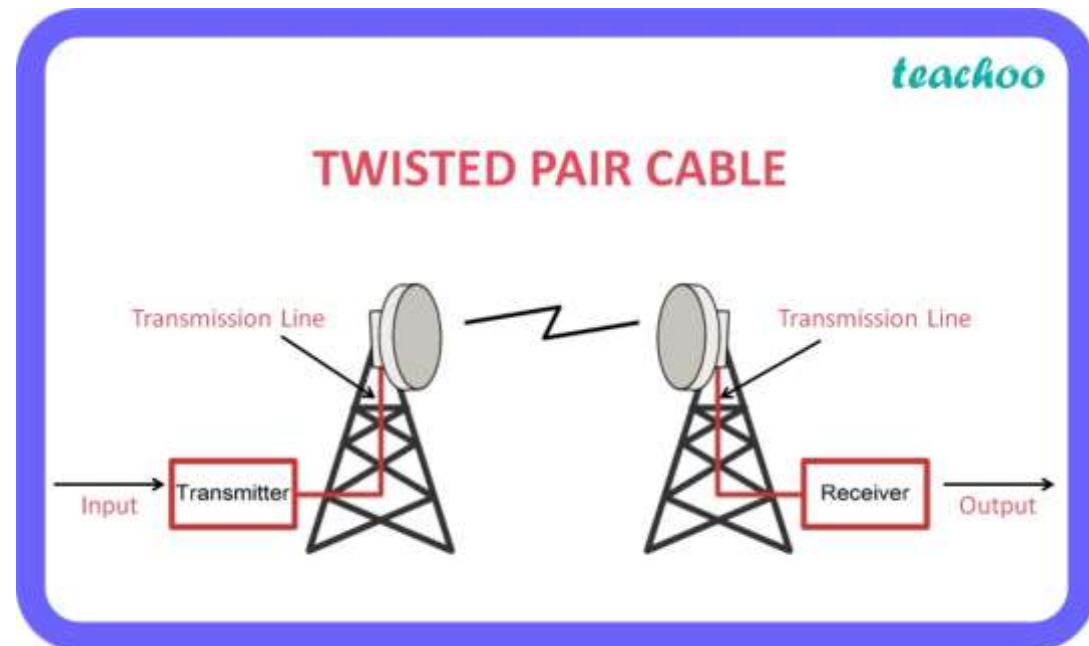 teachoo
TWISTED PAIR CABLE
Transmission Line
Transmission Line
Input
Transmitter
Receiver
Output